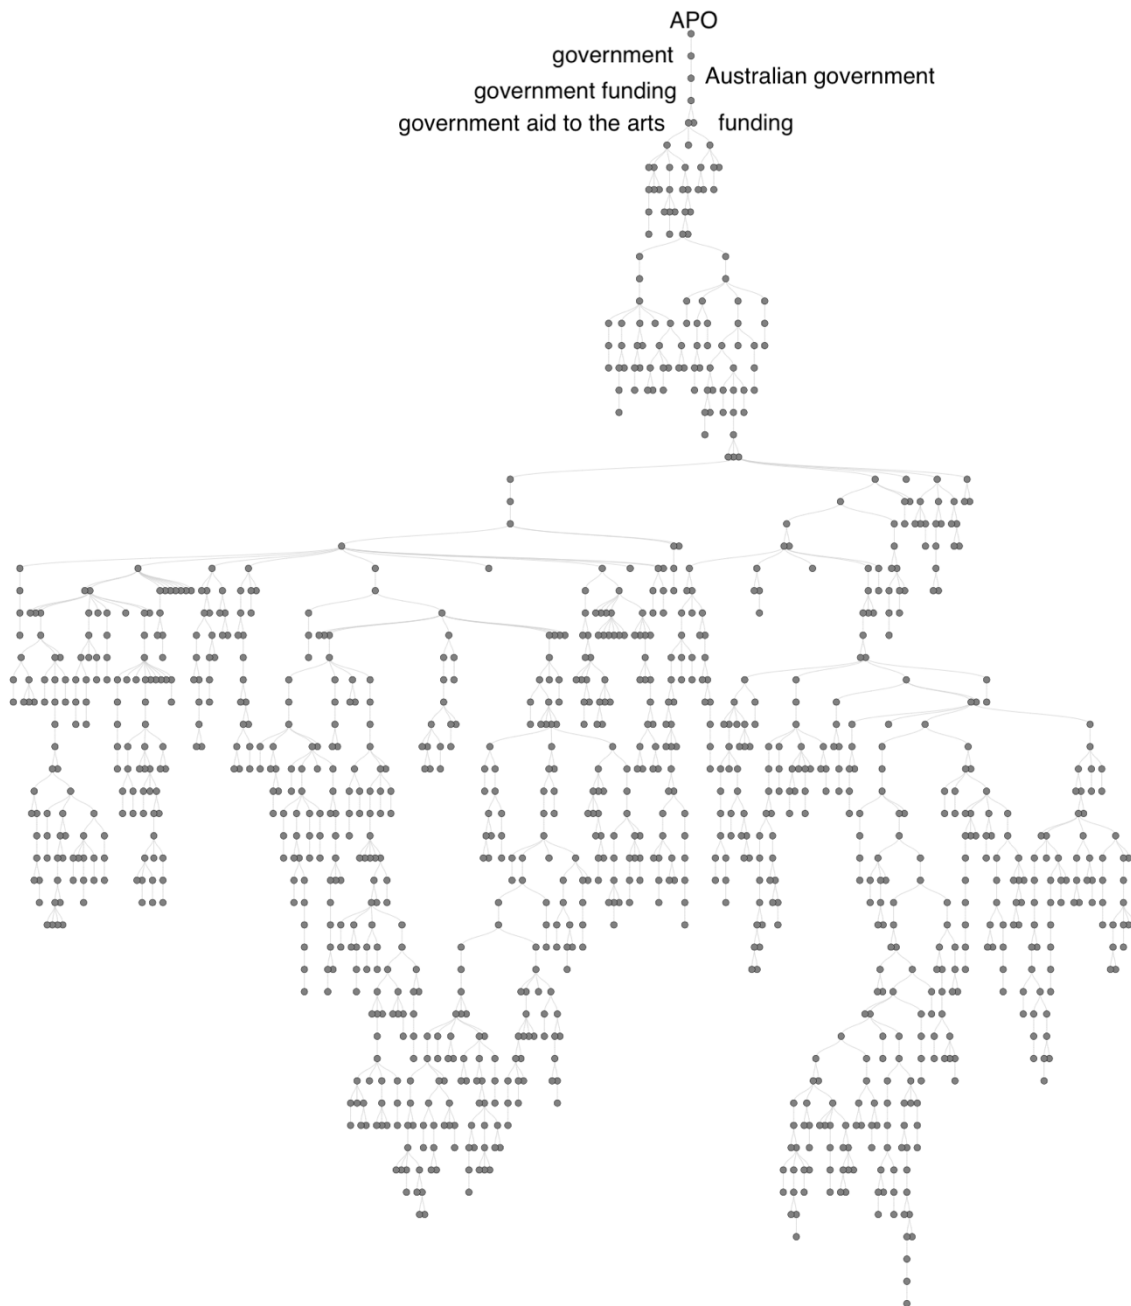 APO
government
Australian government
government funding
government aid to the arts
funding